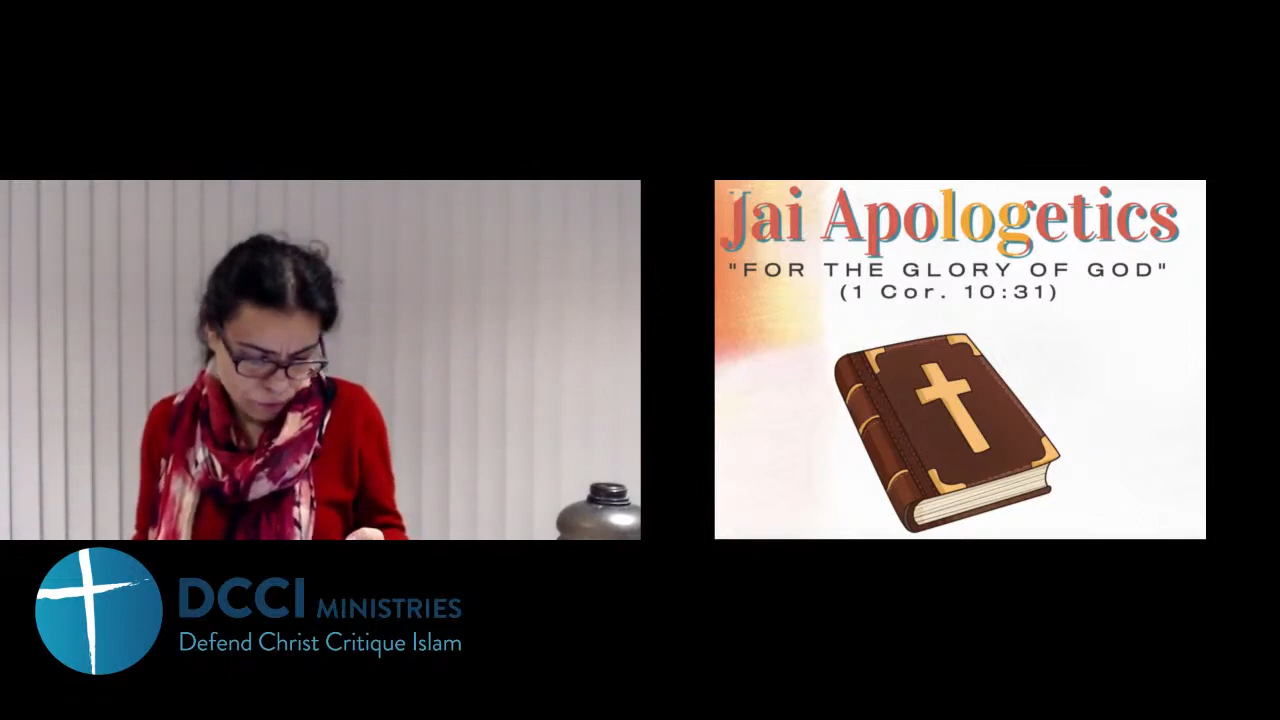 Jai Apologetics
"FOR THE GLORY OF GOD"
(1 Cor. 10:31)
DCCI MINISTRIES
Defend Christ Critique Islam